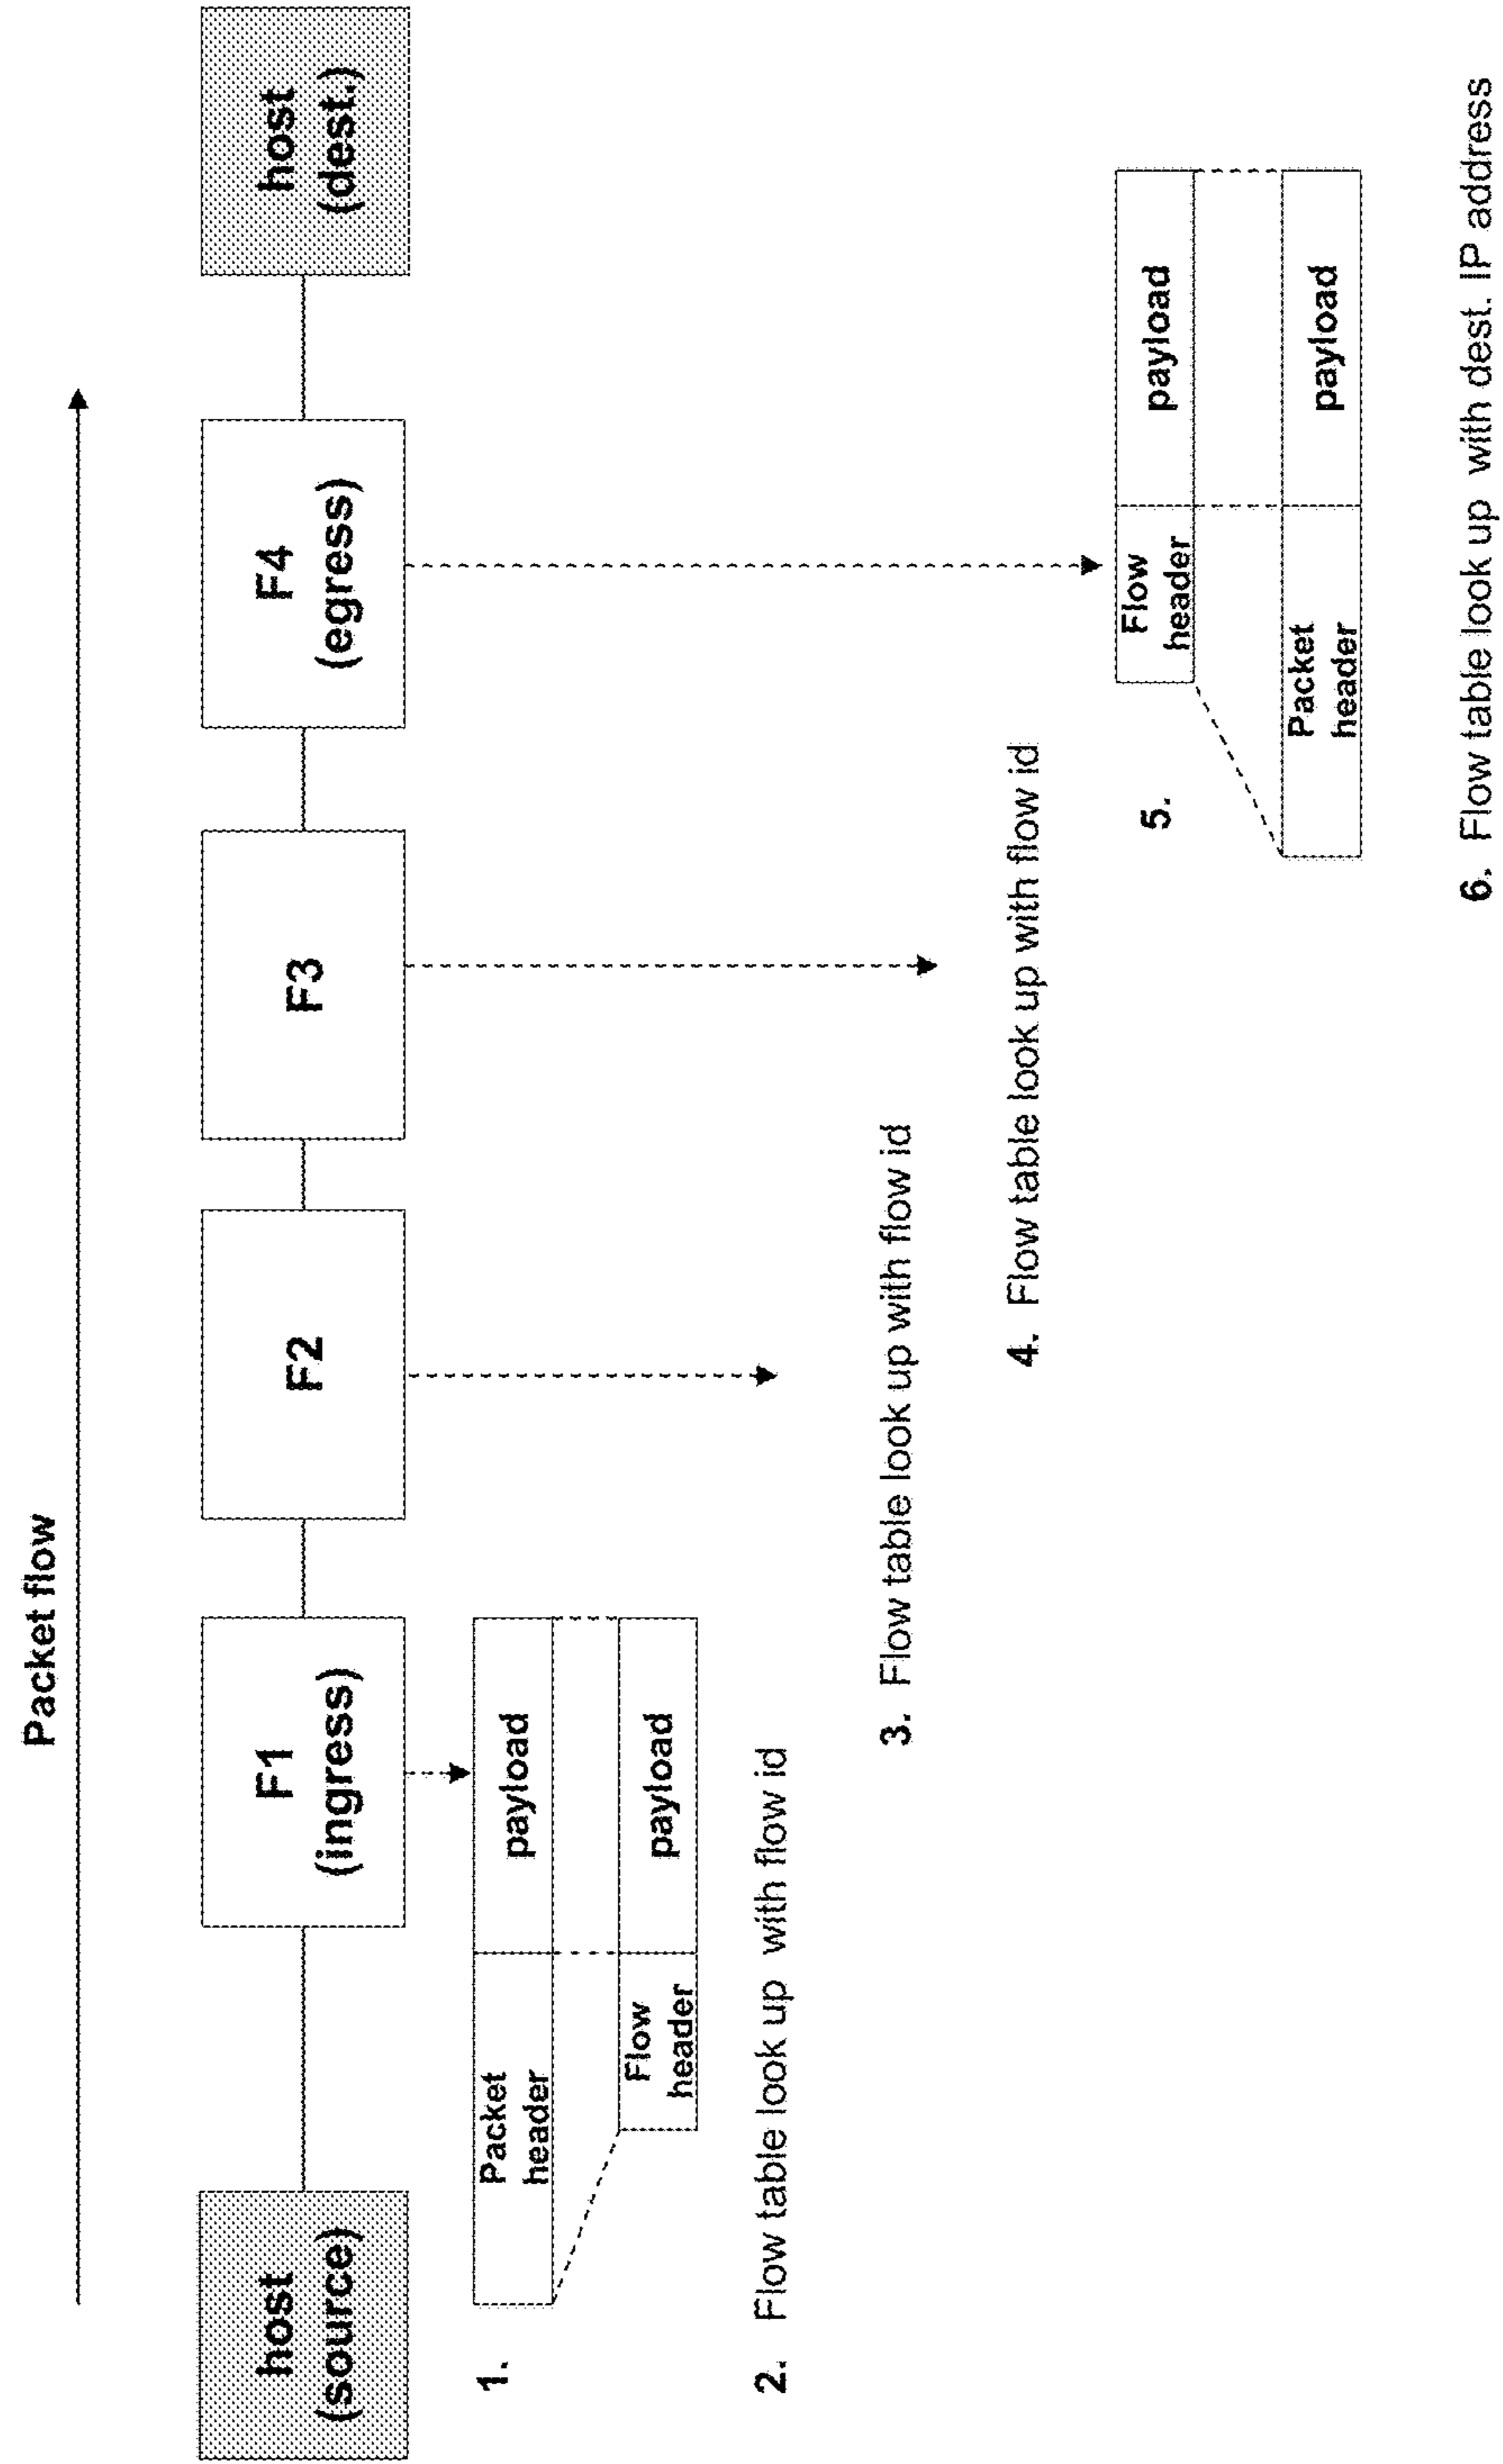 Packet flow
host
(source)
F1
(ingress)
F2
F3
F4
(egress)
host
(dest.)
1.
Packet
header
payload
Flow
header
payload
2. Flow table look up with flow id
3. Flow table look up with flow id
4. Flow table look up with flow id
5.
Flow
header
payload
Packet
header
payload
6. Flow table look up with dest. IP address